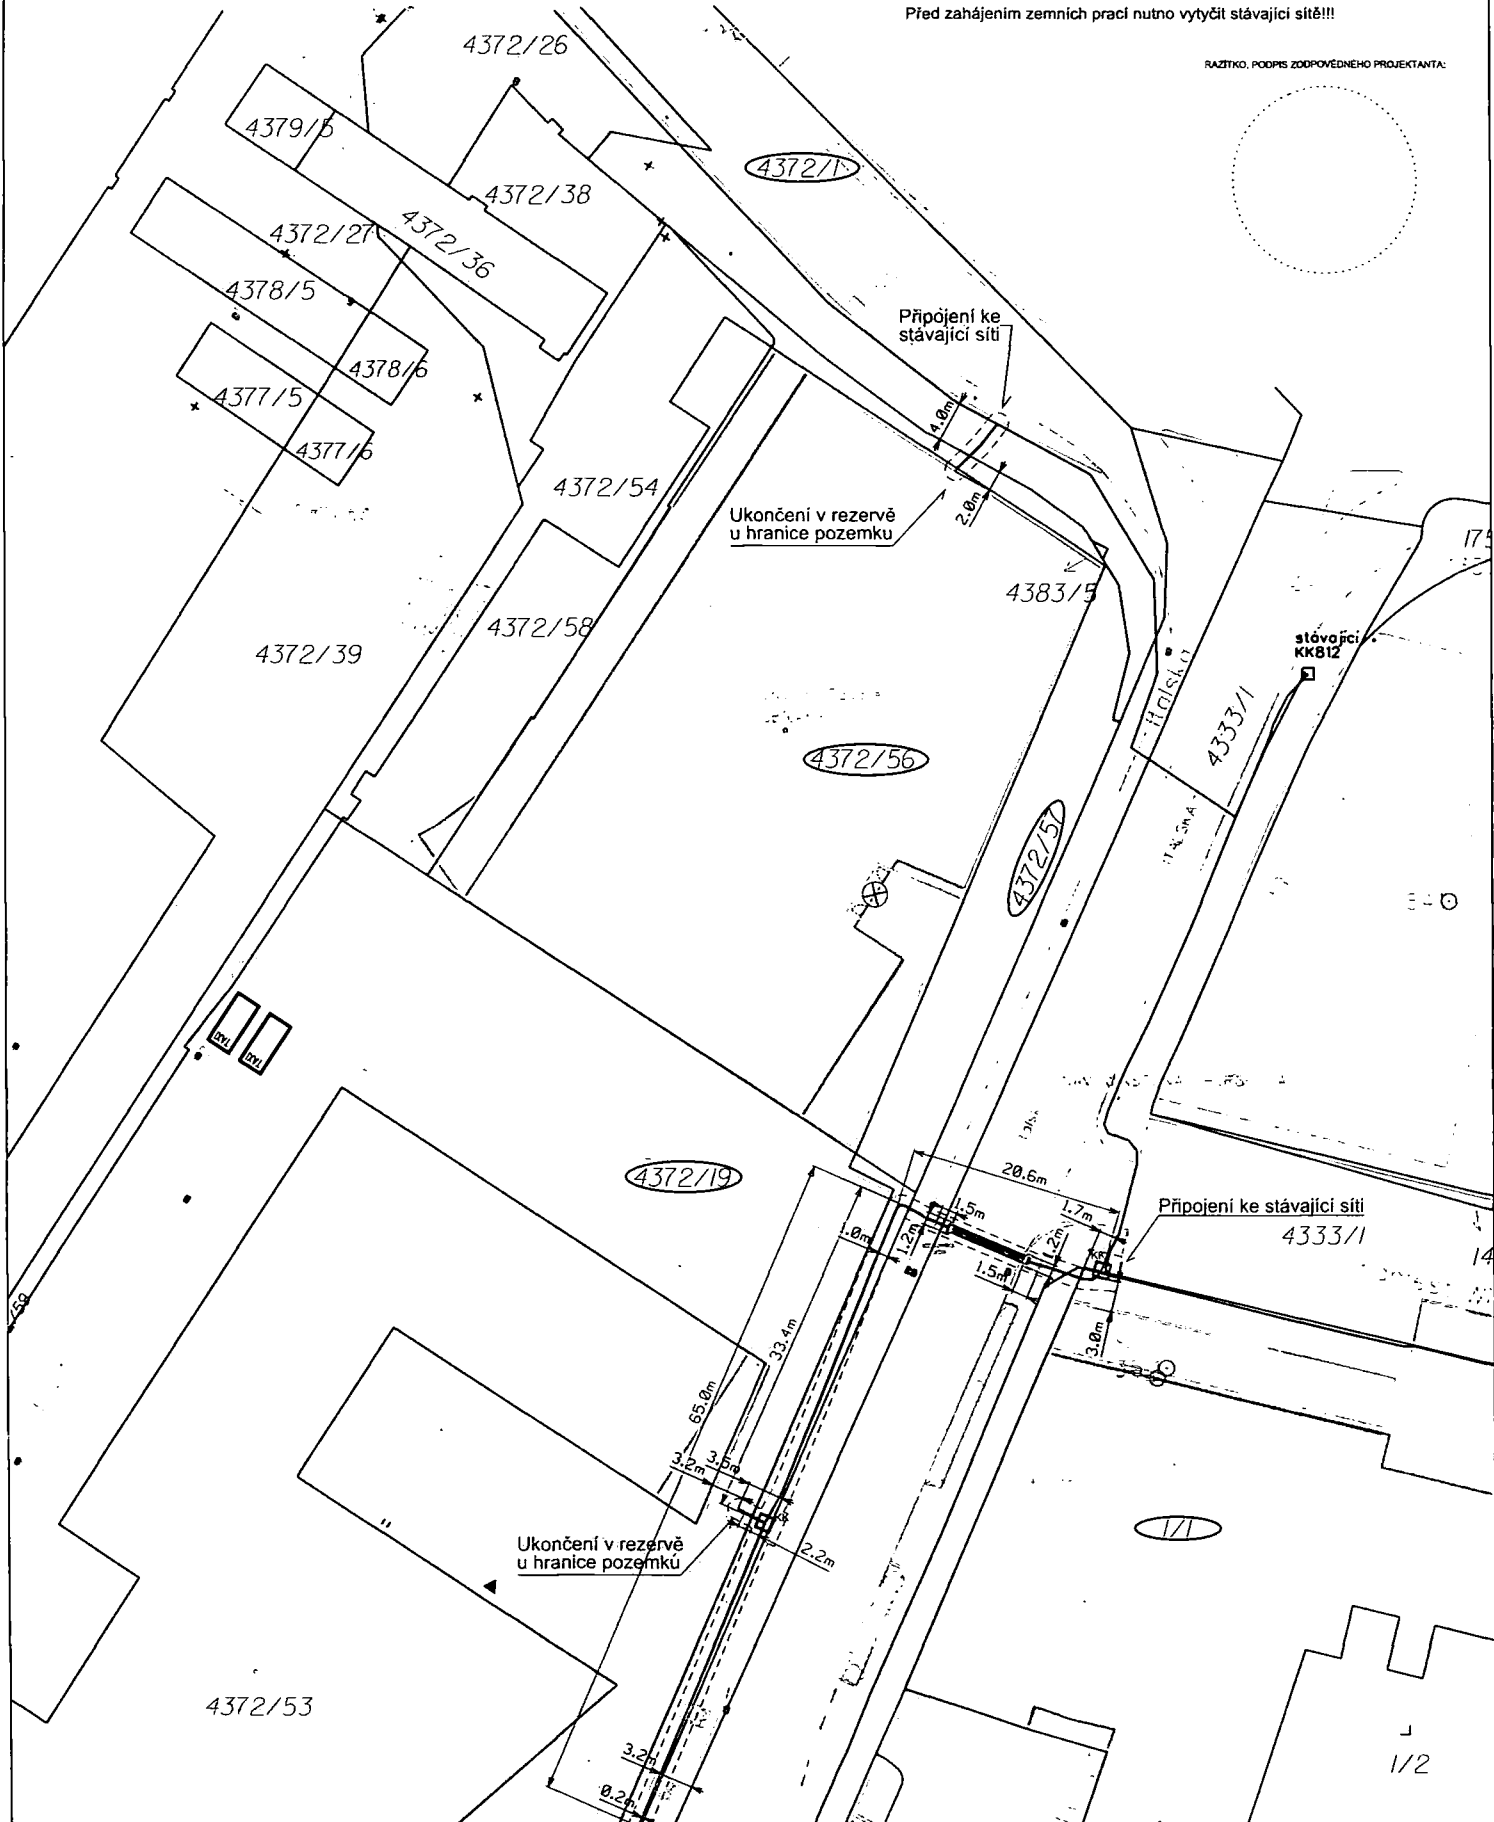 Před zahájením zemních prací nutno vytyčit stávající sítě!!!
RAZÍTKO, PODPIS ZODPOVĚDNÉHO PROJEKTANTA:
4372/26
4379/5
4372/1
4372/38
4372/27
4372/36
4378/5
4378/6
4377/5
4377/6
Připojení ke
stávající síti
4.0m
2.0m
4372/54
Ukončení v rezervě
u hranice pozemku
4383/5
4372/58
4372/39
stávající
KK812
Italská
4333/1
4372/56
4372/57
ITALSKÁ
TAXI
TAXI
4372/19
20.6m
1.5m
1.7m
Připojení ke stávající síti
4333/1
1.0m
1.2m
1.2m
KK
1.5m
3.0m
33.4m
65.0m
3.2m
3.5m
KK
2.2m
Ukončení v rezervě
u hranice pozemků
1/1
4372/53
3.2m
0.2m
1/2